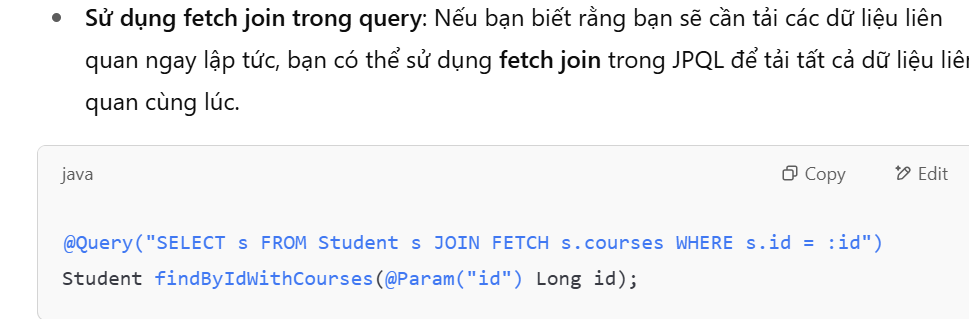 Sử dụng fetch join trong query: Nếu bạn biết rằng bạn sẽ cần tải các dữ liệu liên
quan ngay lập tức, bạn có thể sử dụng fetch join trong JPQL để tải tất cả dữ liệu
quan cùng lúc.
java
Copy
Edit
@Query("SELECT s FROM Student s JOIN FETCH s.courses WHERE s.id = :id")
Student findByIdWithCourses(@Param("id") Long id);